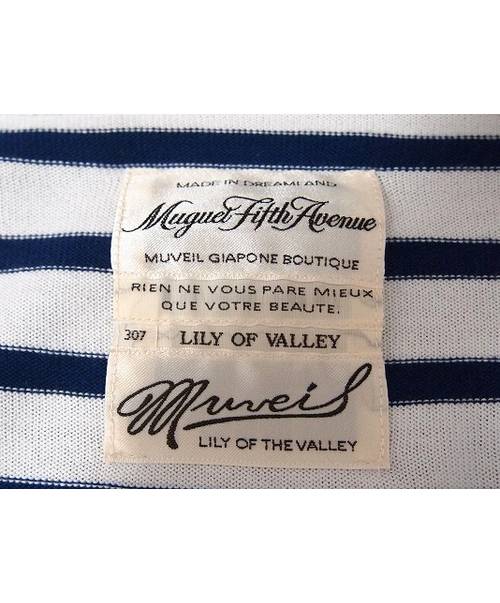 MADE IN DREAMLAND
Muguet Fifth Avenue
MUVEIL GIAPONE BOUTIQUE
RIEN NE VOUS PARE MIEUX
QUE VOTRE BEAUTE.
307 LILY OF VALLEY
Muveil
LILY OF THE VALLEY